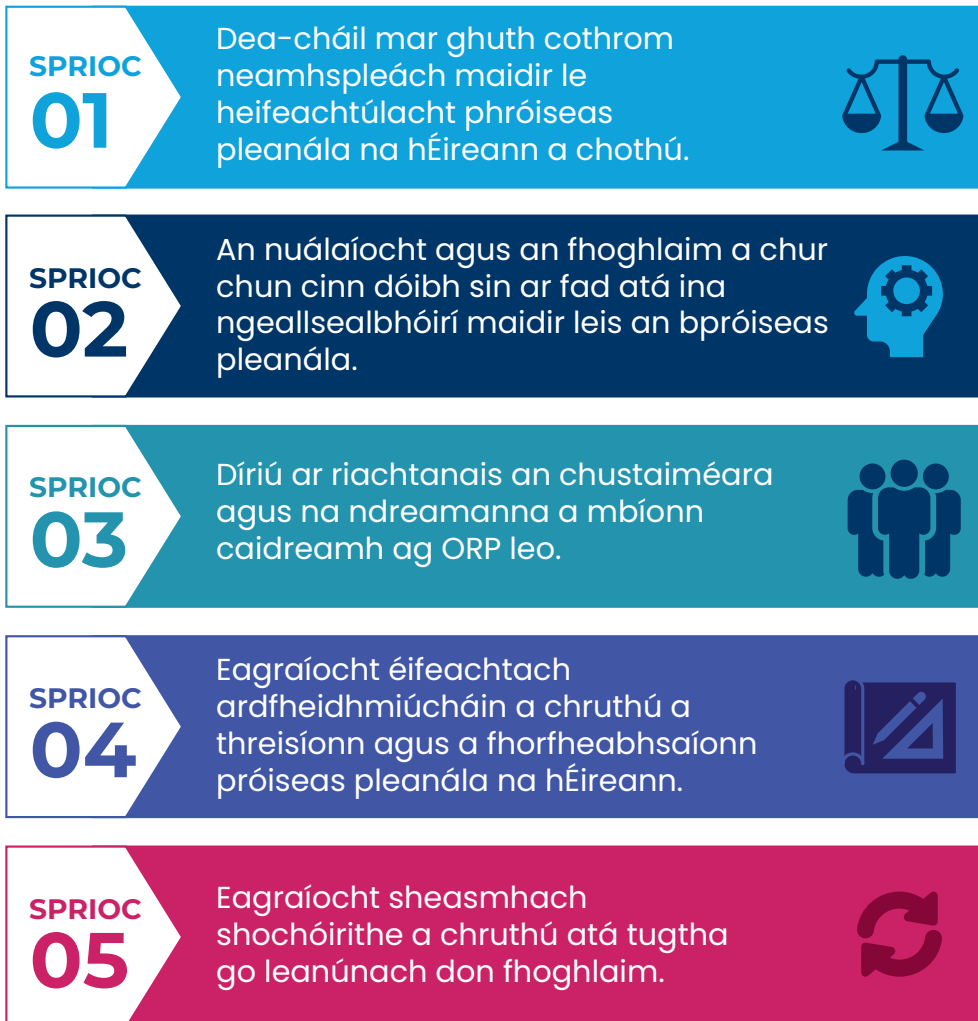 SPRIOC
01
Dea-cháil mar ghuth cothrom
neamhspleách maidir le
heifeachtúlacht phróiseas
pleanála na hÉireann a chothú.
SPRIOC
02
An nuálaíocht agus an fhoghlaim a chur
chun cinn dóibh sin ar fad atá ina
ngeallsealbhóirí maidir leis an bpróiseas
pleanála.
SPRIOC
03
Díriú ar riachtanais an chustaiméara
agus na ndreamanna a mbíonn
caidreamh ag ORP leo.
SPRIOC
04
Eagraíocht éifeachtach
ardfheidhmiúcháin a chruthú a
threisíonn agus a fhorfheabhsaíonn
próiseas pleanála na hÉireann.
SPRIOC
05
Eagraíocht sheasmhach
shochóirithe a chruthú atá tugtha
go leanúnach don fhoghlaim.